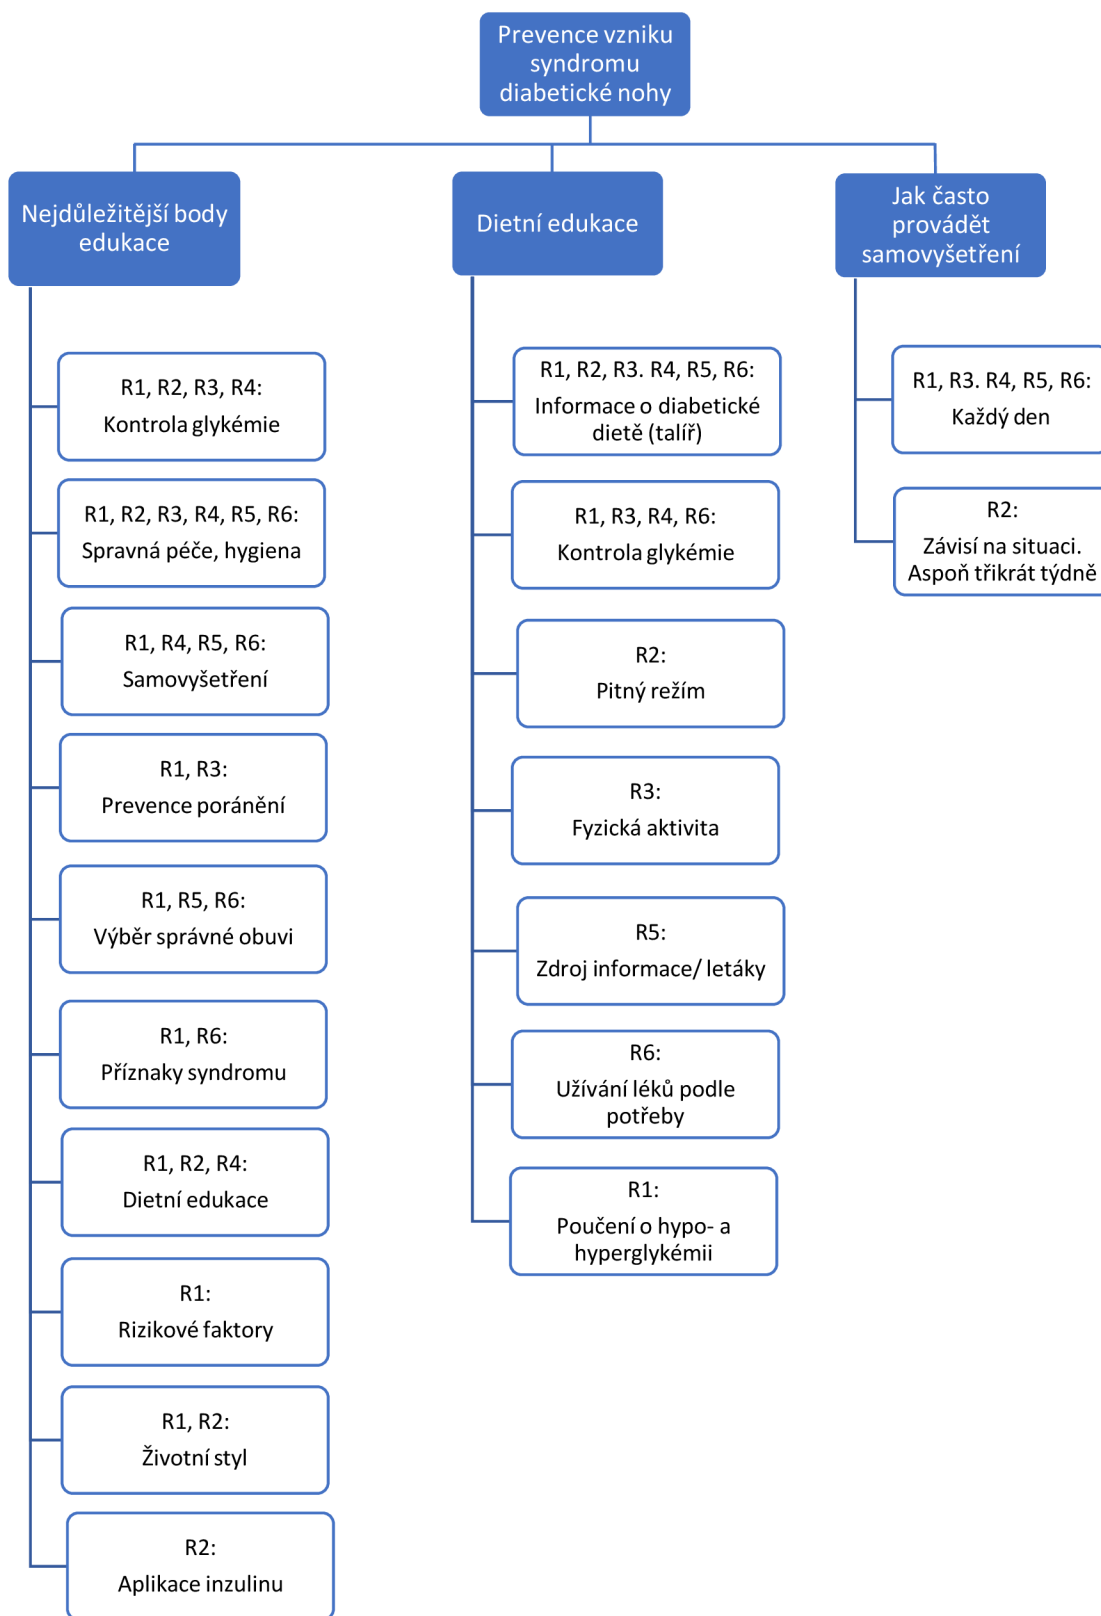 Prevence vzniku
syndromu
diabetické nohy
Nejdůležitější body
edukace
R1, R2, R3, R4:
Kontrola glykémie
R1, R2, R3, R4, R5, R6:
Spravná péče, hygiena
R1, R4, R5, R6:
Samovyšetření
R1, R3:
Prevence poránění
R1, R5, R6:
Výběr správné obuvi
R1, R6:
Příznaky syndromu
R1, R2, R4:
Dietní edukace
R1:
Rizikové faktory
R1, R2:
Životní styl
R2:
Aplikace inzulinu
Dietní edukace
R1, R2, R3. R4, R5, R6:
Informace o diabetické
dietě (talíř)
R1, R3, R4, R6:
Kontrola glykémie
R2:
Pitný režím
R3:
Fyzická aktivita
R5:
Zdroj informace/ letáky
R6:
Užívání léků podle
potřeby
R1:
Poučení o hypo- a
hyperglykémii
Jak často
provádět
samovyšetření
R1, R3. R4, R5, R6:
Každý den
R2:
Závisí na situaci.
Aspoň třikrát týdně